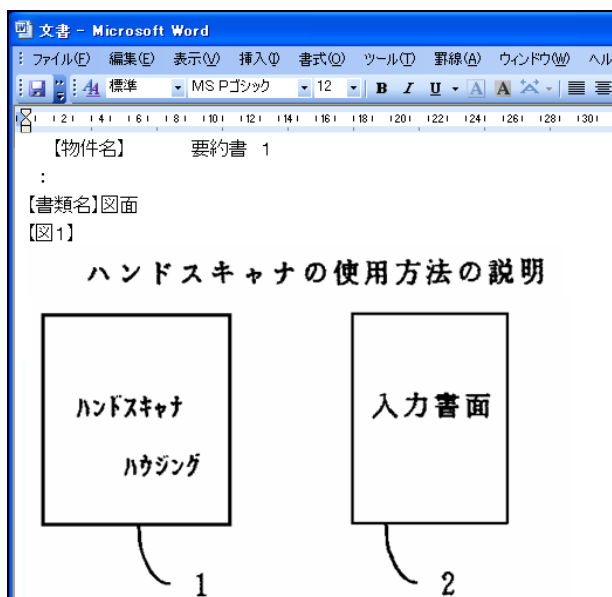 文書 - Microsoft Word
ファイル(F) 編集(E) 表示(V) 挿入(I) 書式(O) ツール(T) 罫線(A) ウィンドウ(W) ヘル
標準 MS Pゴシック 12 B I U A A
2 4 6 8 10 12 14 16 18 20 22 24 26 28 30
【物件名】 要約書 1
:
【書類名】図面
【図1】
ハンドスキャナの使用方法の説明
ハンドスキャナ
ハウジング
入力書面
1 2